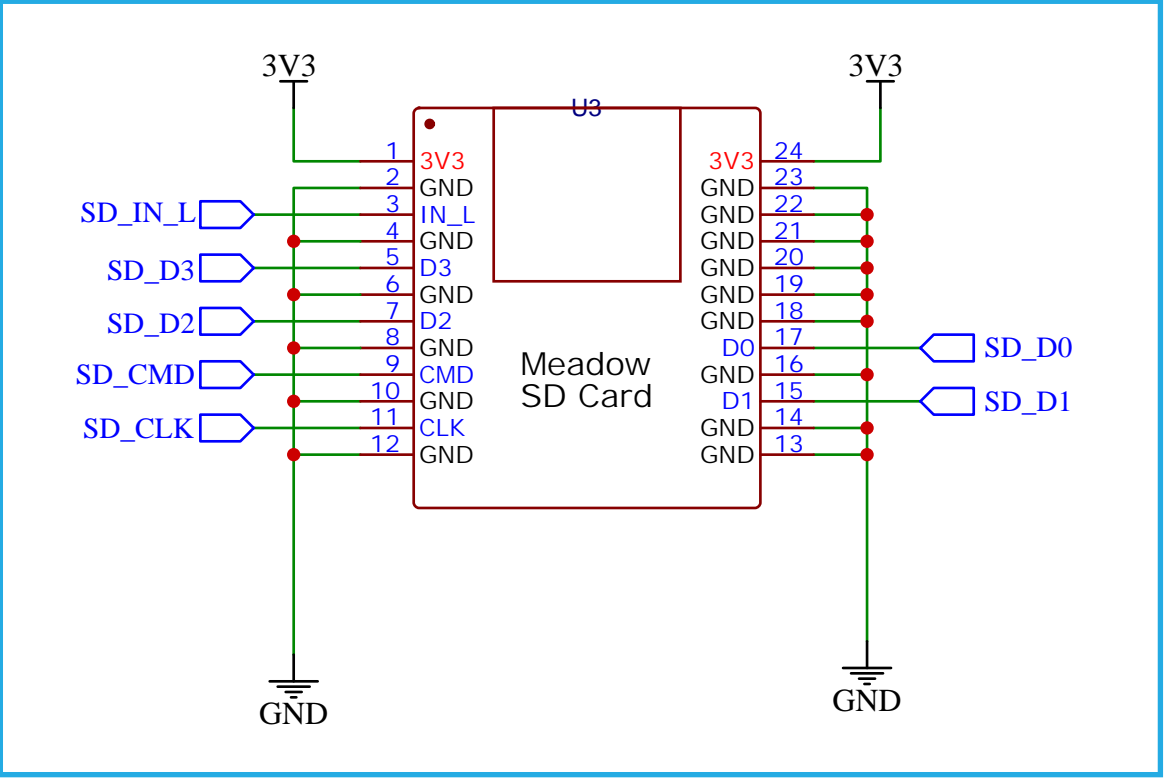 3V3
3V3
U3
1 3V3
3V3 24
2 GND
GND 23
SD_IN_L 3 IN_L
GND 22
4 GND
GND 21
SD_D3 5 D3
GND 20
6 GND
GND 19
SD_D2 7 D2
GND 18
8 GND
D0 17 SD_D0
SD_CMD 9 CMD
GND 16
10 GND
D1 15 SD_D1
SD_CLK 11 CLK
GND 14
12 GND
GND 13
Meadow
SD Card
GND
GND